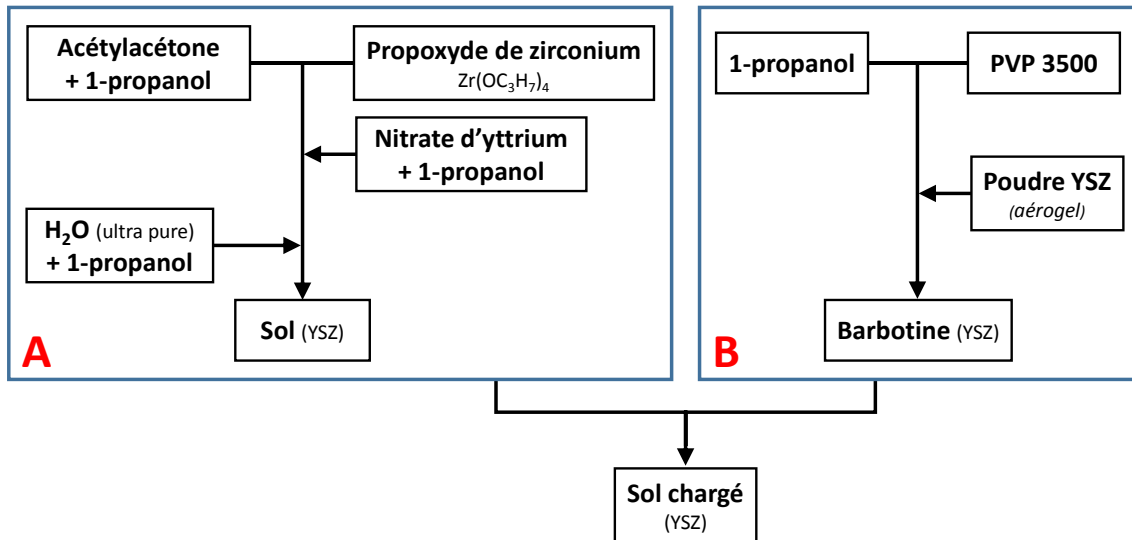 Acétylacétone
+ 1-propanol
Propoxyde de zirconium
Zr(OC₃H₇)₄
Nitrate d'yttrium
+ 1-propanol
H₂O (ultra pure)
+ 1-propanol
Sol (YSZ)
A
1-propanol
PVP 3500
Poudre YSZ
(aérogel)
Barbotine (YSZ)
B
Sol chargé
(YSZ)